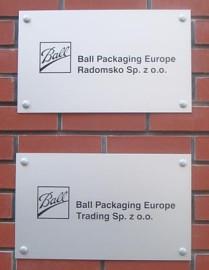 Ball
Ball Packaging Europe
Radomsko Sp. z o.o.
Ball
Ball Packaging Europe
Trading Sp. z o.o.